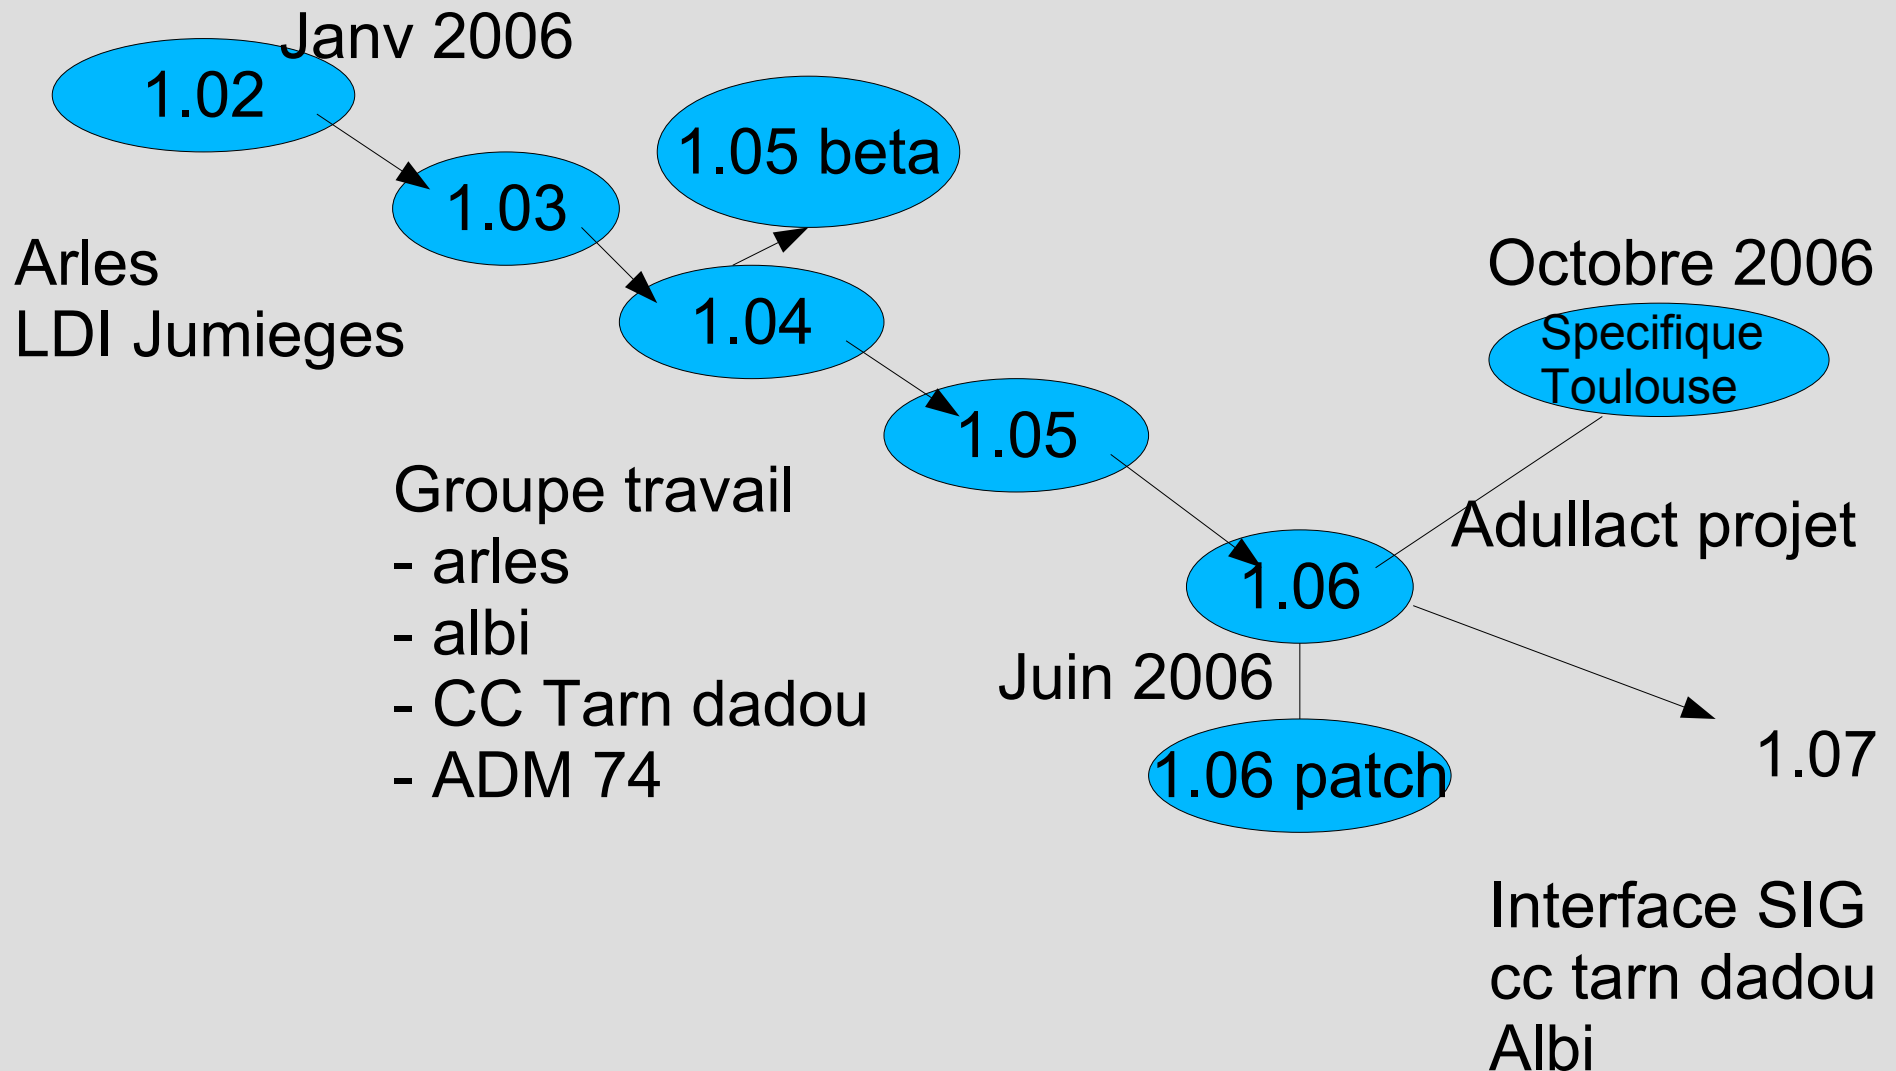 Janv 2006
1.02
1.05 beta
1.03
Arles
LDI Jumieges
1.04
Octobre 2006
Specifique
Toulouse
1.05
Groupe travail
- arles
- albi
- CC Tarn dadou
- ADM 74
Adullact projet
1.06
Juin 2006
1.06 patch
1.07
Interface SIG
cc tarn dadou
Albi